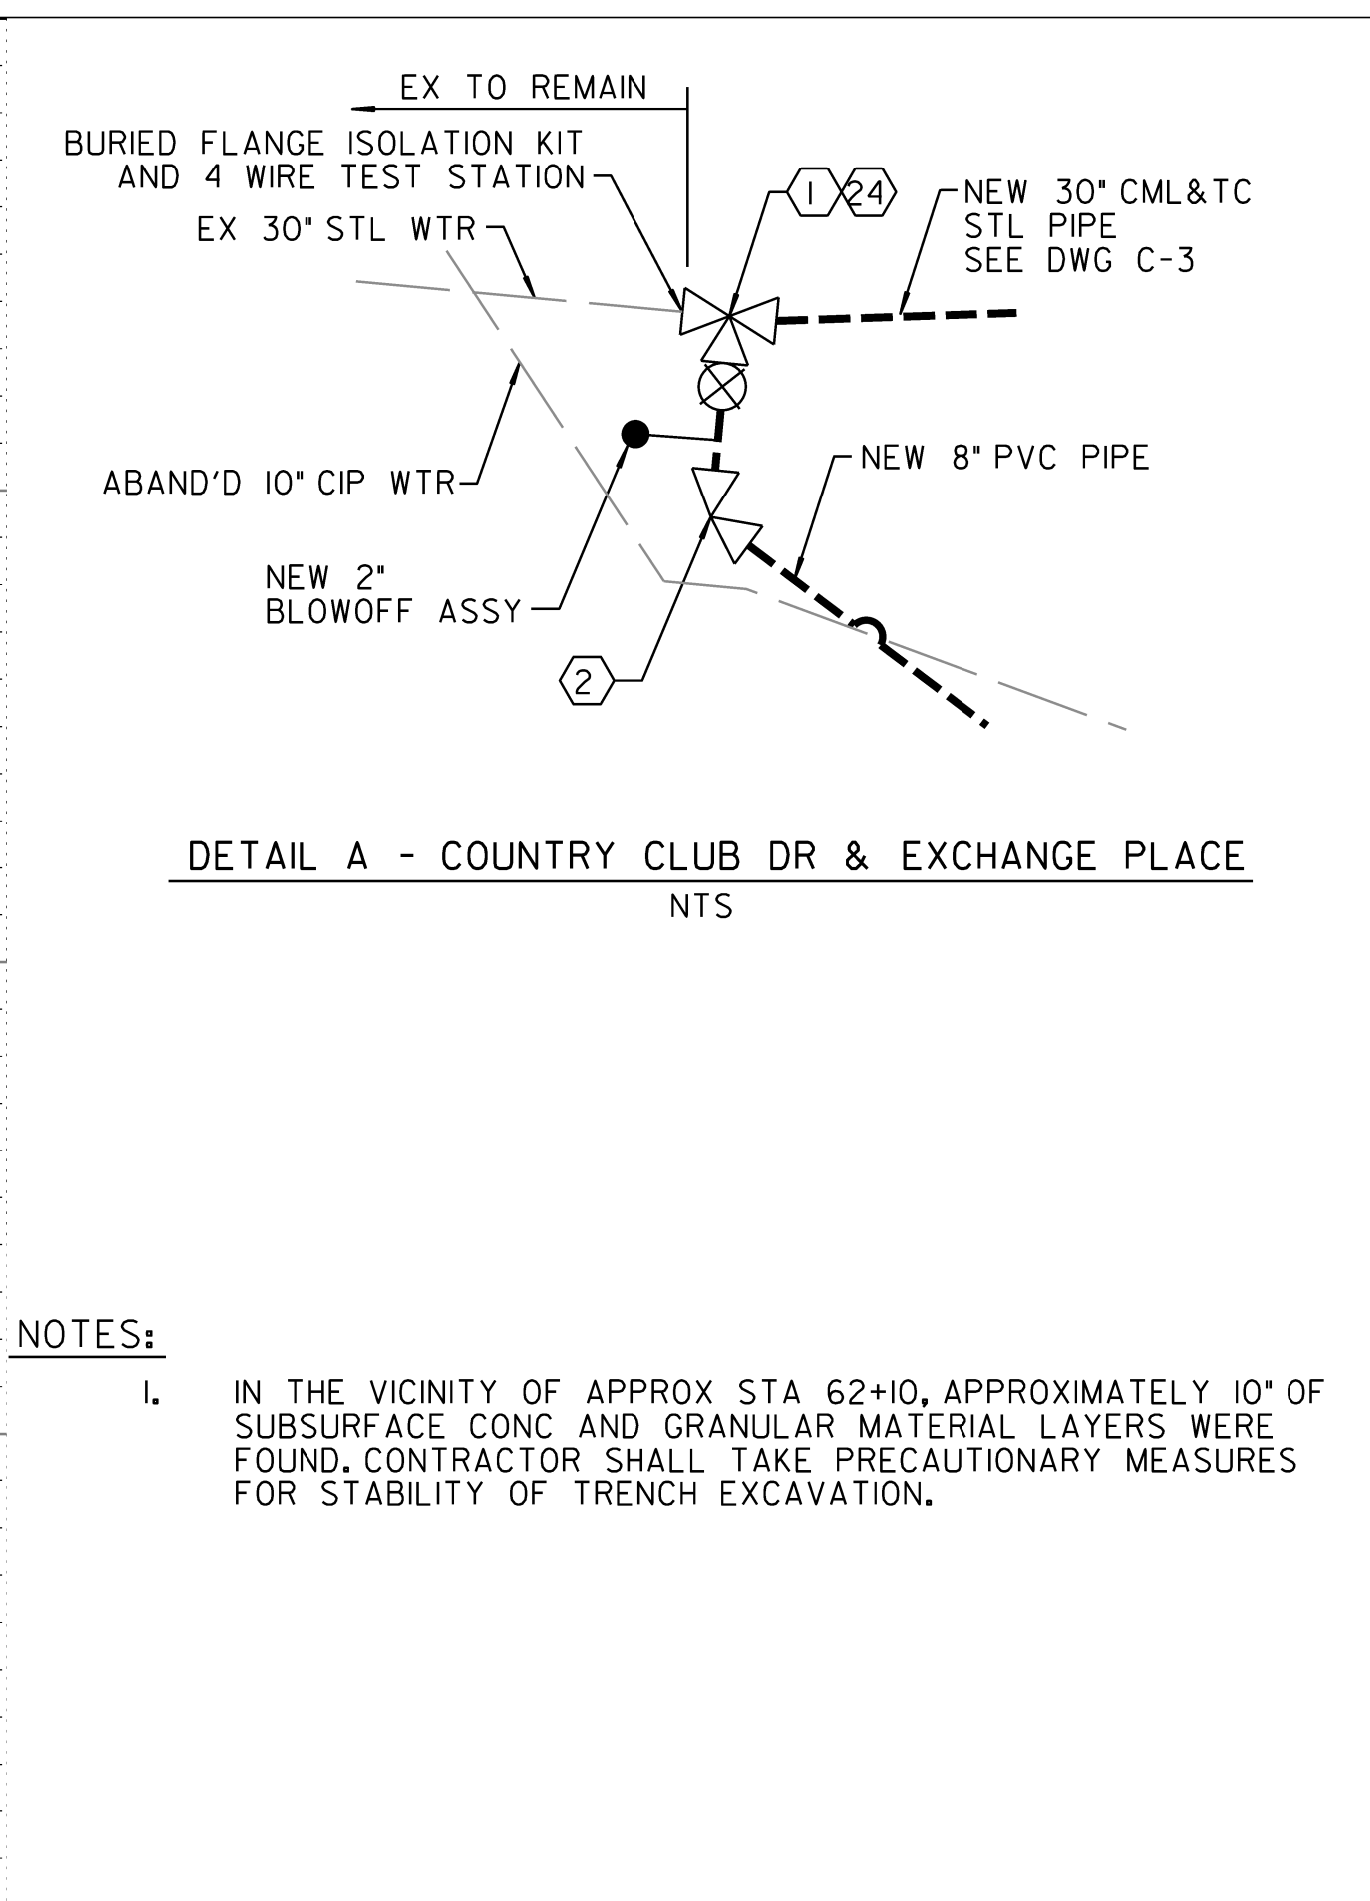 EX TO REMAIN
BURIED FLANGE ISOLATION KIT
AND 4 WIRE TEST STATION
EX 30" STL WTR
1 24
NEW 30" CML&TC
STL PIPE
SEE DWG C-3
ABAND'D 10" CIP WTR
NEW 8" PVC PIPE
NEW 2"
BLOWOFF ASSY
2
DETAIL A - COUNTRY CLUB DR & EXCHANGE PLACE
NTS
NOTES:
1. IN THE VICINITY OF APPROX STA 62+10, APPROXIMATELY 10" OF
SUBSURFACE CONC AND GRANULAR MATERIAL LAYERS WERE
FOUND. CONTRACTOR SHALL TAKE PRECAUTIONARY MEASURES
FOR STABILITY OF TRENCH EXCAVATION.